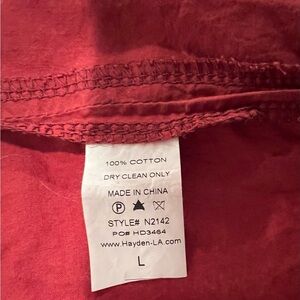 100% COTTON
DRY CLEAN ONLY
MADE IN CHINA
P
STYLE# N2142
PO# HD3464
www.Hayden-LA.com
L